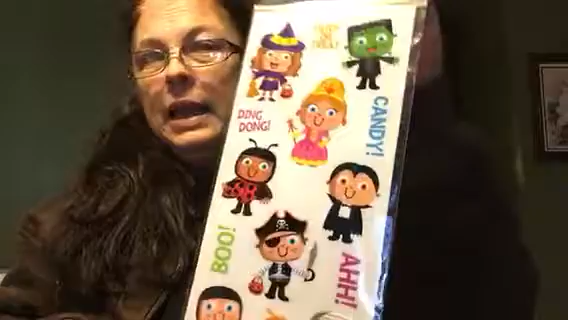 TRICK
OR
TREAT!
DING
DONG!
CANDY!
BOO!
AHH!